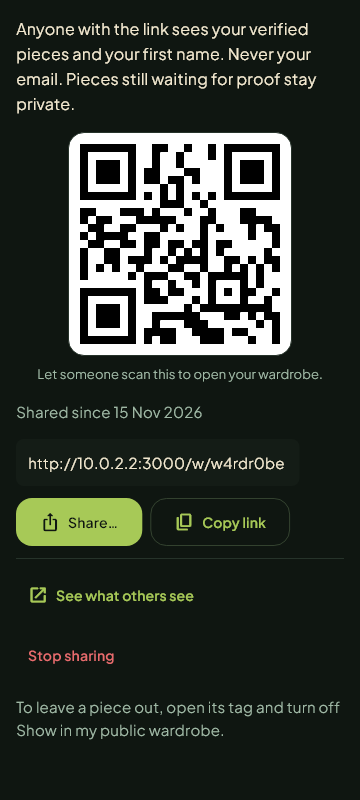 Anyone with the link sees your verified
pieces and your first name. Never your
email. Pieces still waiting for proof stay
private.
Let someone scan this to open your wardrobe.
Shared since 15 Nov 2026
http://10.0.2.2:3000/w/w4rdr0be
Share...
Copy link
See what others see
Stop sharing
To leave a piece out, open its tag and turn off
Show in my public wardrobe.